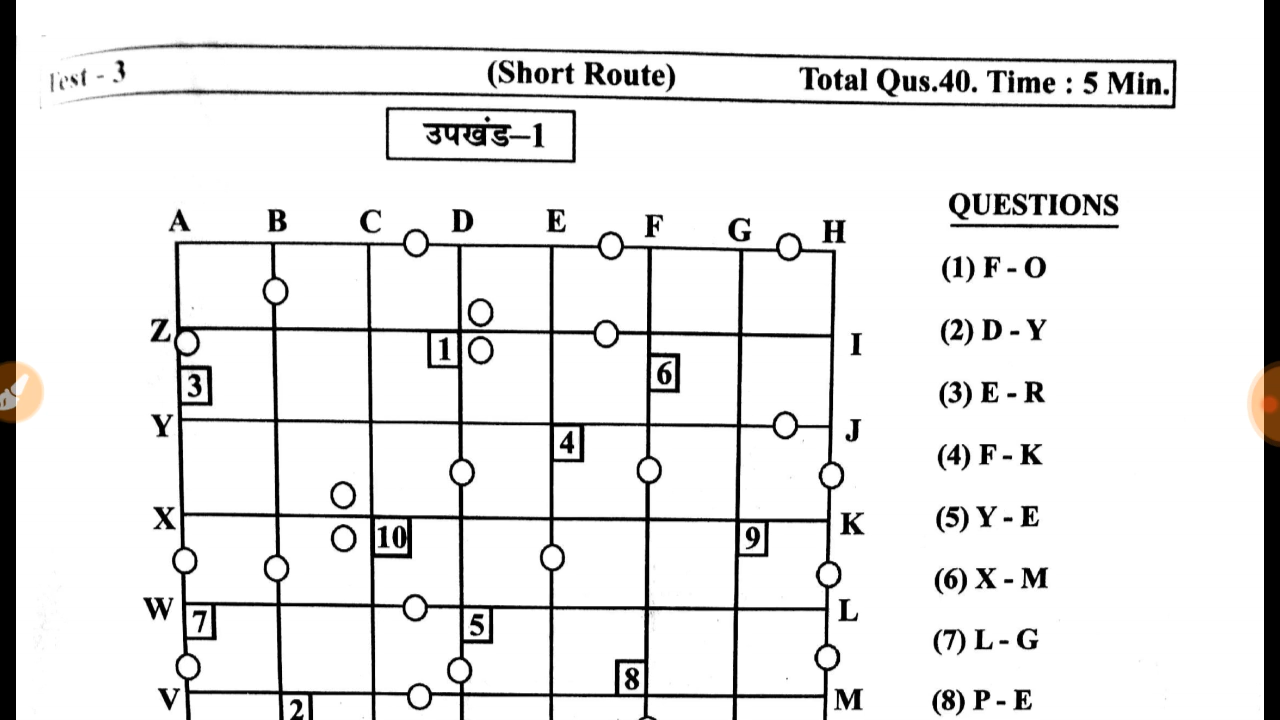 Test - 3 (Short Route) Total Qus.40. Time : 5 Min.
उपखंड–1
A B C D E F G H
QUESTIONS
(1) F - O
Z 1 I
(2) D - Y
3 6
(3) E - R
Y 4 J
(4) F - K
X 10 9 K
(5) Y - E
(6) X - M
W 7 5 L
(7) L - G
8
V 2 M
(8) P - E